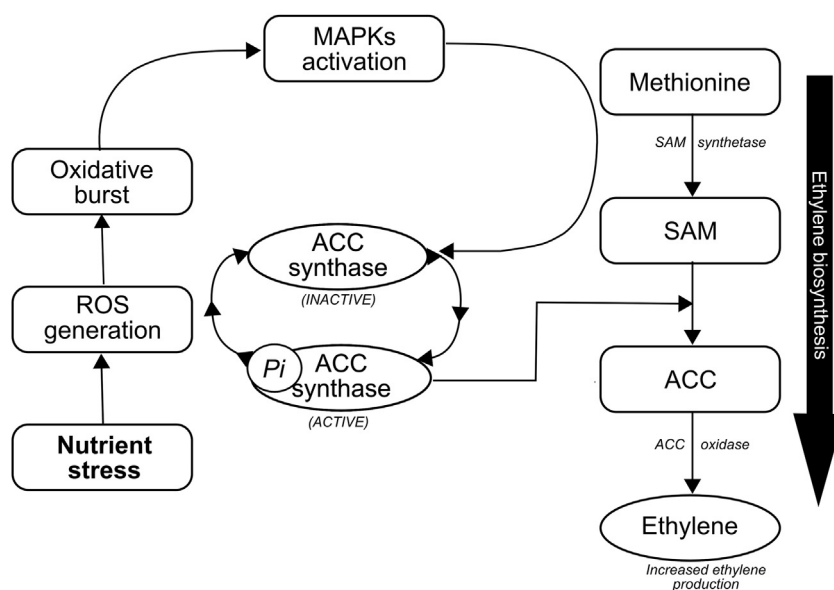 MAPKs
activation
Methionine
SAM synthetase
Oxidative
burst
Ethylene biosynthesis
SAM
ACC
synthase
(INACTIVE)
ROS
generation
Pi
ACC
synthase
(ACTIVE)
ACC
Nutrient
stress
ACC oxidase
Ethylene
Increased ethylene
production